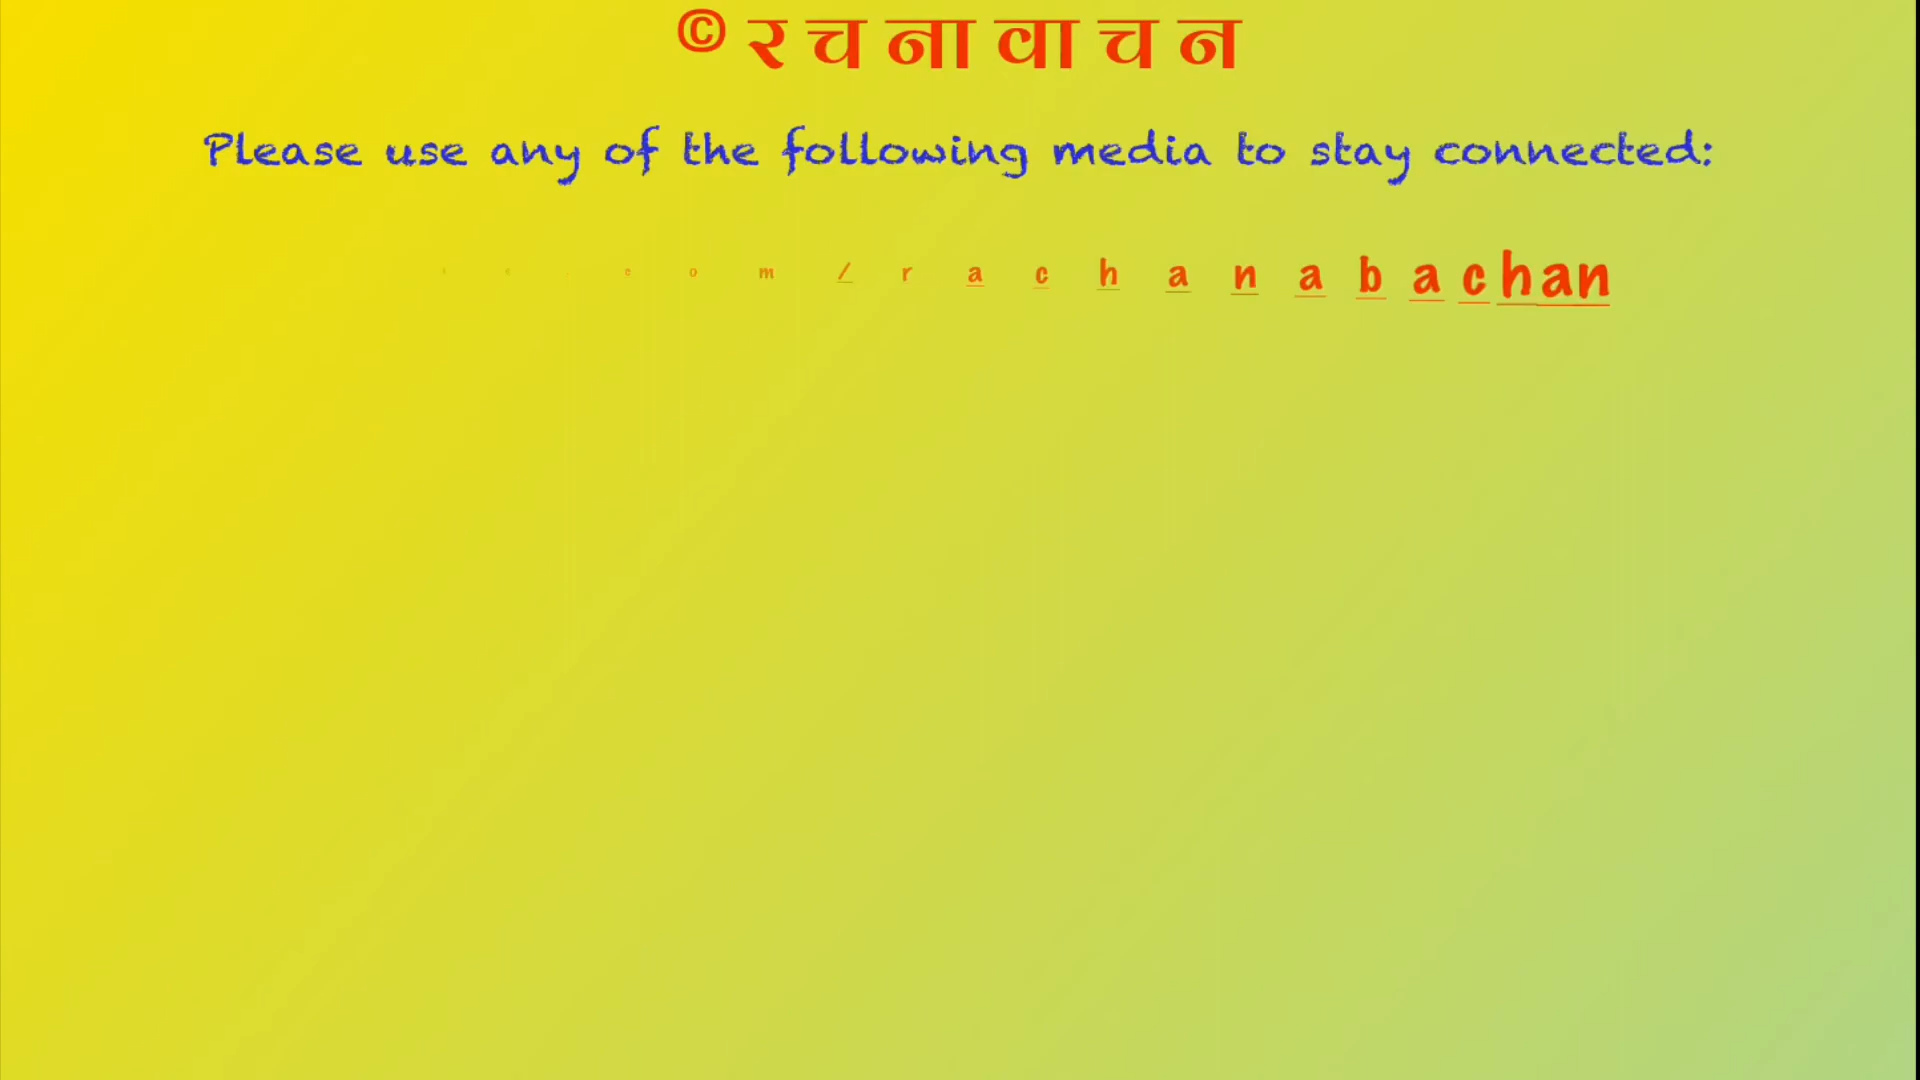 © र च ना वा च न
Please use any of the following media to stay connected:
com/rachanabachan